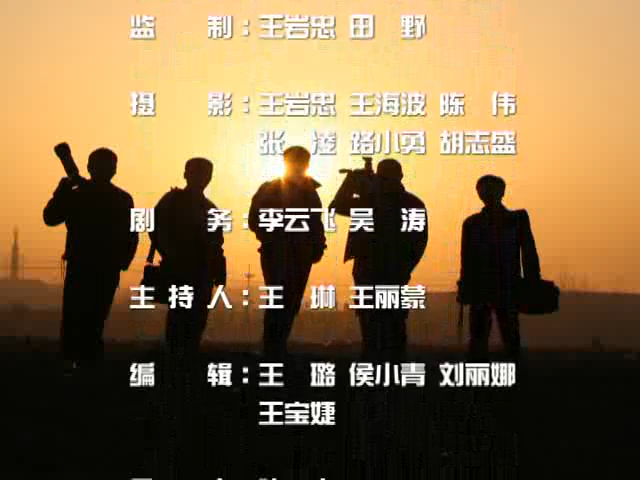 监 制：王岩忠 田 野
摄 影：王岩忠 王海波 陈 伟
张 凌 路小勇 胡志盛
剧 务：李云飞 吴 涛
主 持 人：王 琳 王丽蒙
编 辑：王 璐 侯小青 刘丽娜
王宝婕